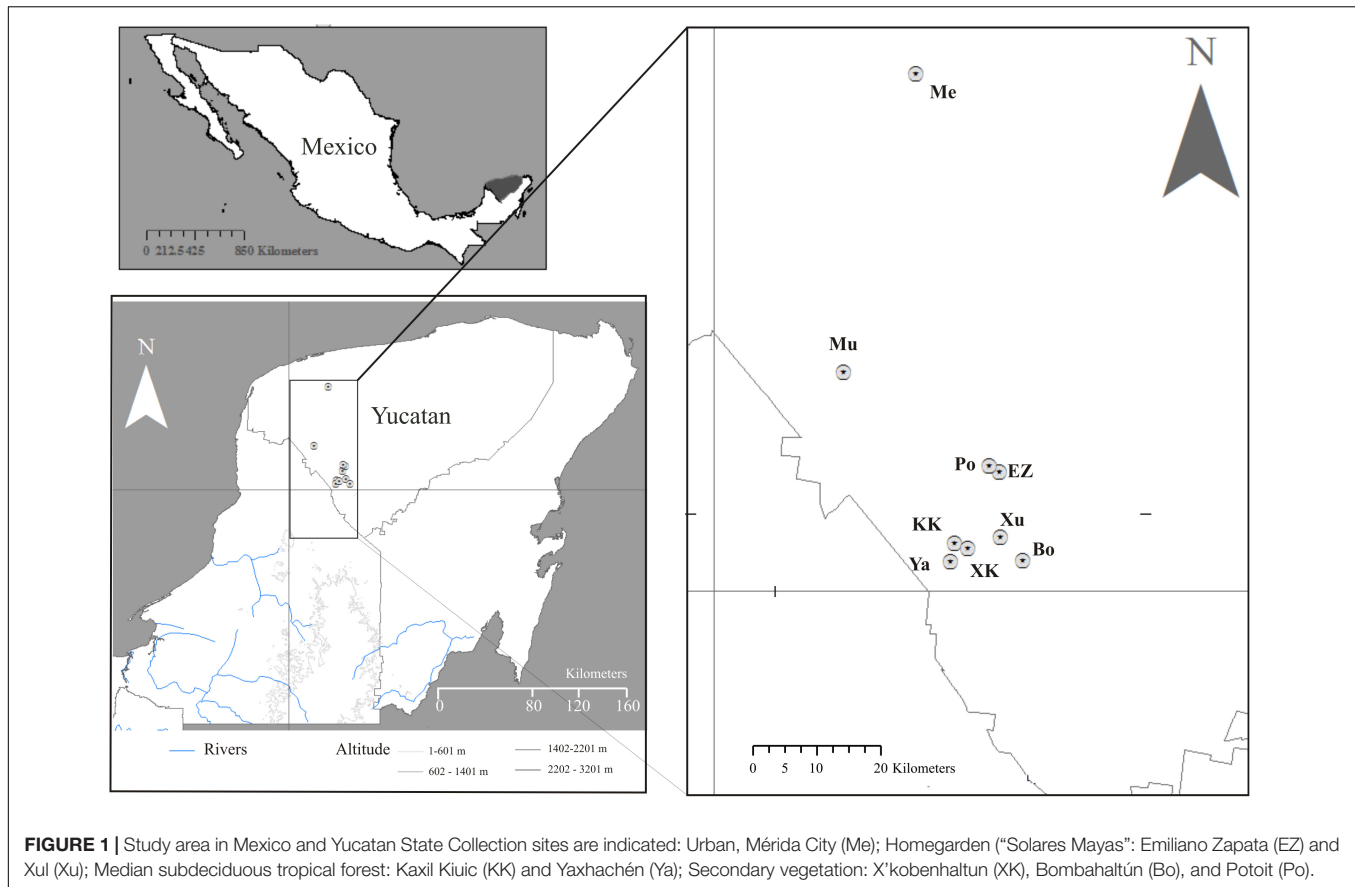 Mexico
0 212.5 425 850 Kilometers
N
Yucatan
Kilometers
0 80 120 160
Rivers
Altitude
1-601 m
602 - 1401 m
1402-2201 m
2202 - 3201 m
N
Me
Mu
Po
EZ
KK
Xu
Ya
XK
Bo
0 5 10 20 Kilometers
FIGURE 1 | Study area in Mexico and Yucatan State Collection sites are indicated: Urban, Mérida City (Me); Homegarden (“Solares Mayas”: Emiliano Zapata (EZ) and
Xul (Xu); Median subdeciduous tropical forest: Kaxil Kiuic (KK) and Yaxhachén (Ya); Secondary vegetation: X’kobenhaltun (XK), Bombahaltún (Bo), and Potoit (Po).